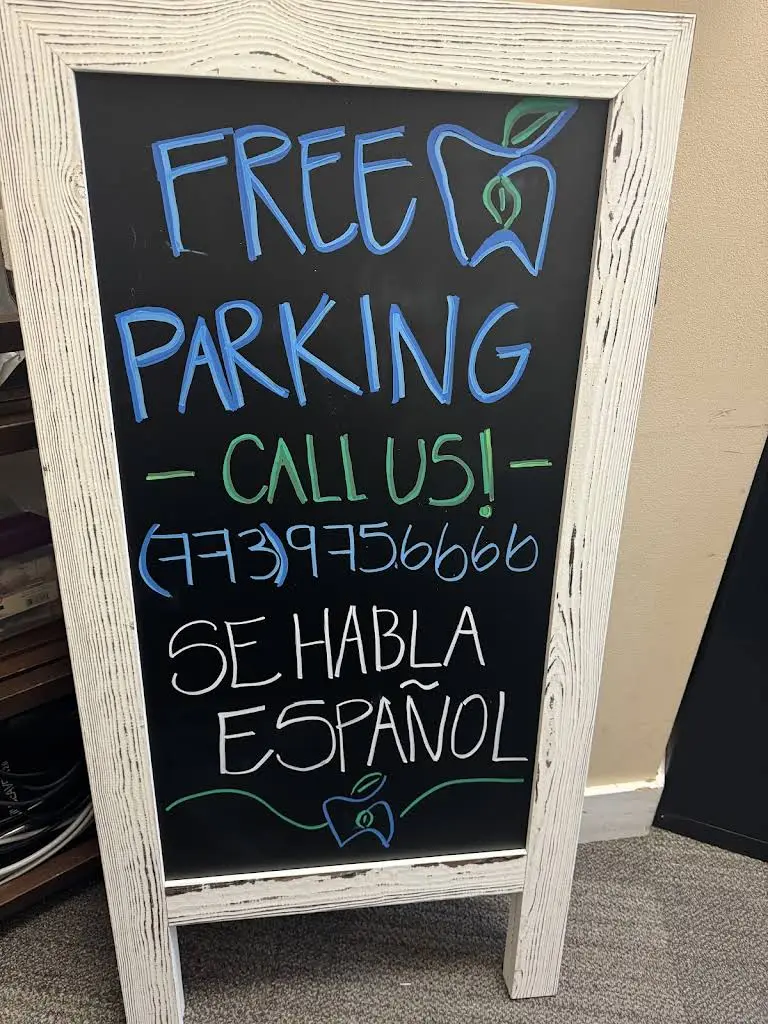 FREE
PARKING
- CALL US! -
(773)975.6666
SE HABLA
ESPAÑOL